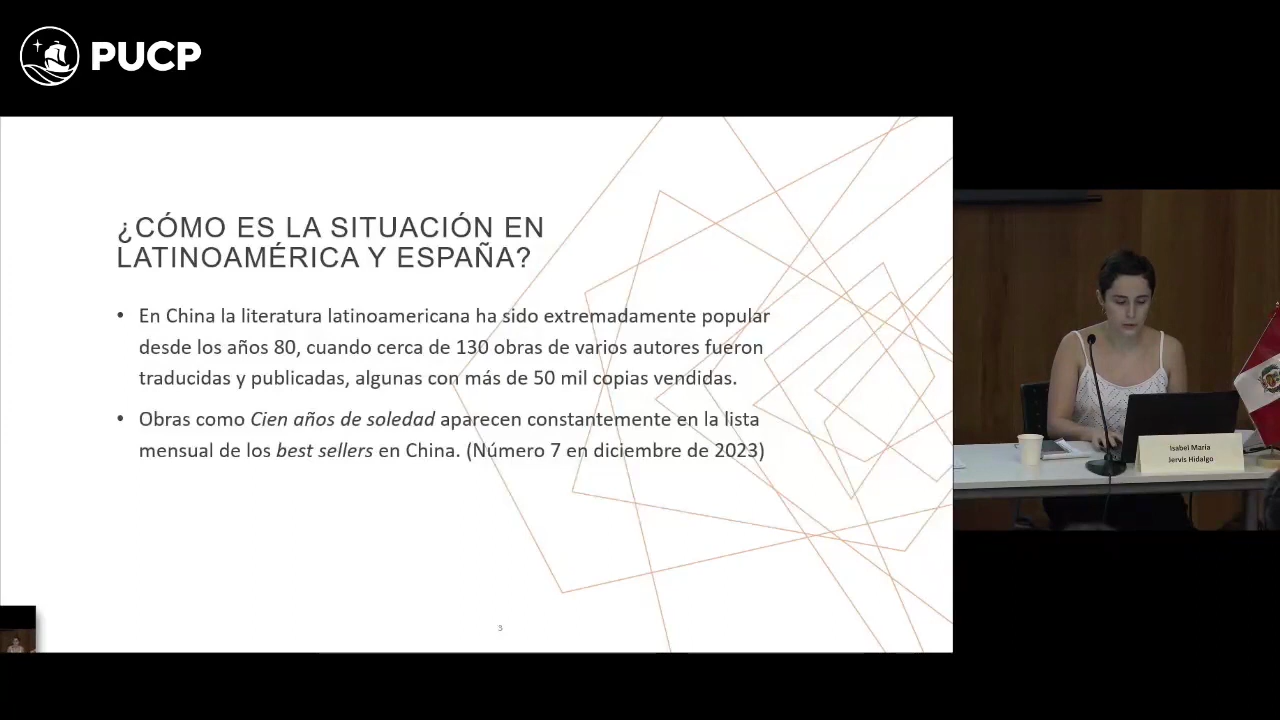 PUCP
¿CÓMO ES LA SITUACIÓN EN
LATINOAMÉRICA Y ESPAÑA?
• En China la literatura latinoamericana ha sido extremadamente popular
desde los años 80, cuando cerca de 130 obras de varios autores fueron
traducidas y publicadas, algunas con más de 50 mil copias vendidas.
• Obras como Cien años de soledad aparecen constantemente en la lista
mensual de los best sellers en China. (Número 7 en diciembre de 2023)
3
Isabel María
Jervis Hidalgo